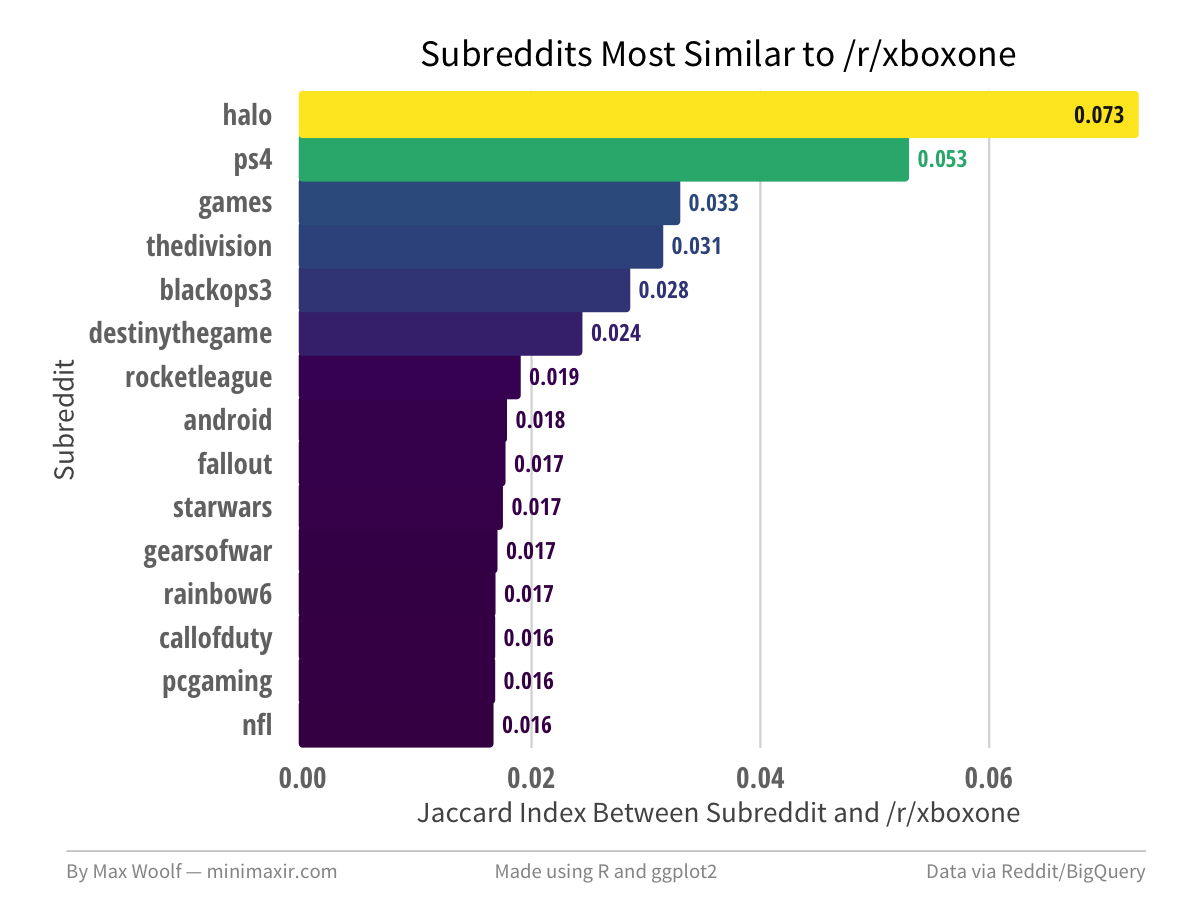 Subreddits Most Similar to /r/xboxone
halo 0.073
ps4 0.053
games 0.033
thedivision 0.031
blackops3 0.028
destinythegame 0.024
rocketleague 0.019
android 0.018
fallout 0.017
starwars 0.017
gearsofwar 0.017
rainbow6 0.017
callofduty 0.016
pcgaming 0.016
nfl 0.016
Subreddit
0.00 0.02 0.04 0.06
Jaccard Index Between Subreddit and /r/xboxone
By Max Woolf — minimaxir.com Made using R and ggplot2 Data via Reddit/BigQuery